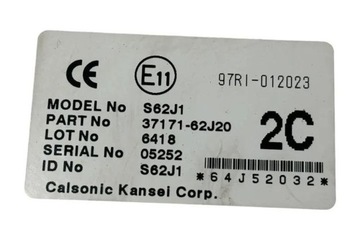 CE E11 97RI-012023
MODEL No S62J1
PART No 37171-62J20
LOT No 6418
SERIAL No 05252
ID No S62J1
2C
*64J52032*
Calsonic Kansei Corp.